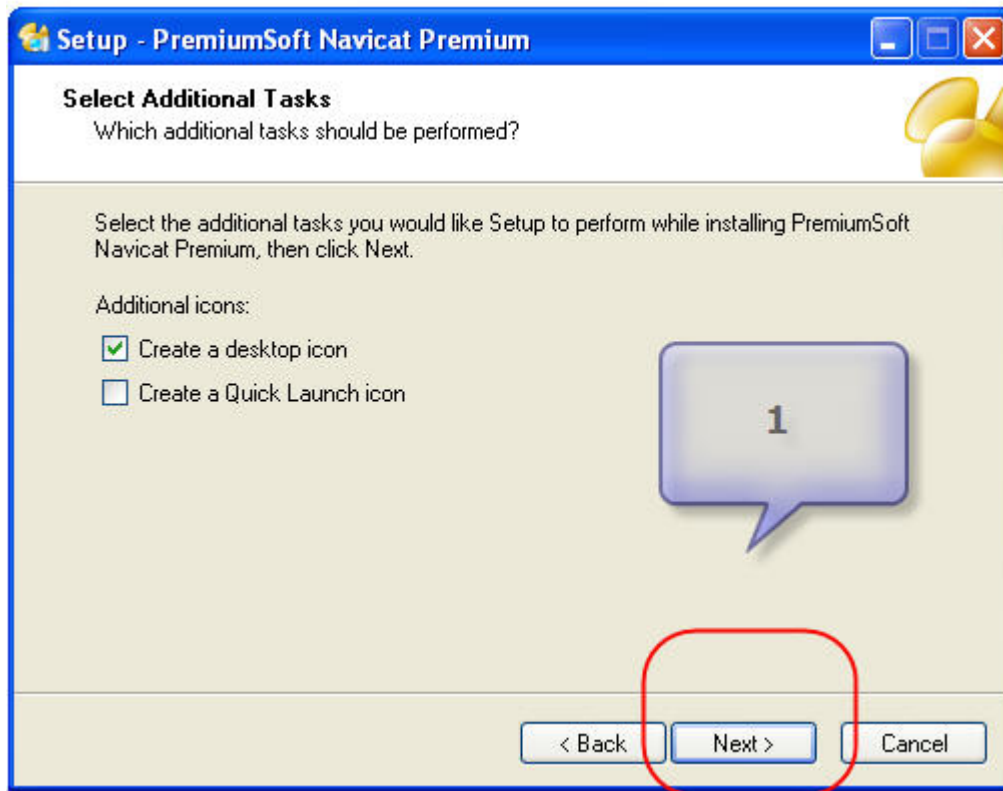 Setup - PremiumSoft Navicat Premium
Select Additional Tasks
Which additional tasks should be performed?
Select the additional tasks you would like Setup to perform while installing PremiumSoft
Navicat Premium, then click Next.
Additional icons:
Create a desktop icon
Create a Quick Launch icon
1
< Back
Next >
Cancel